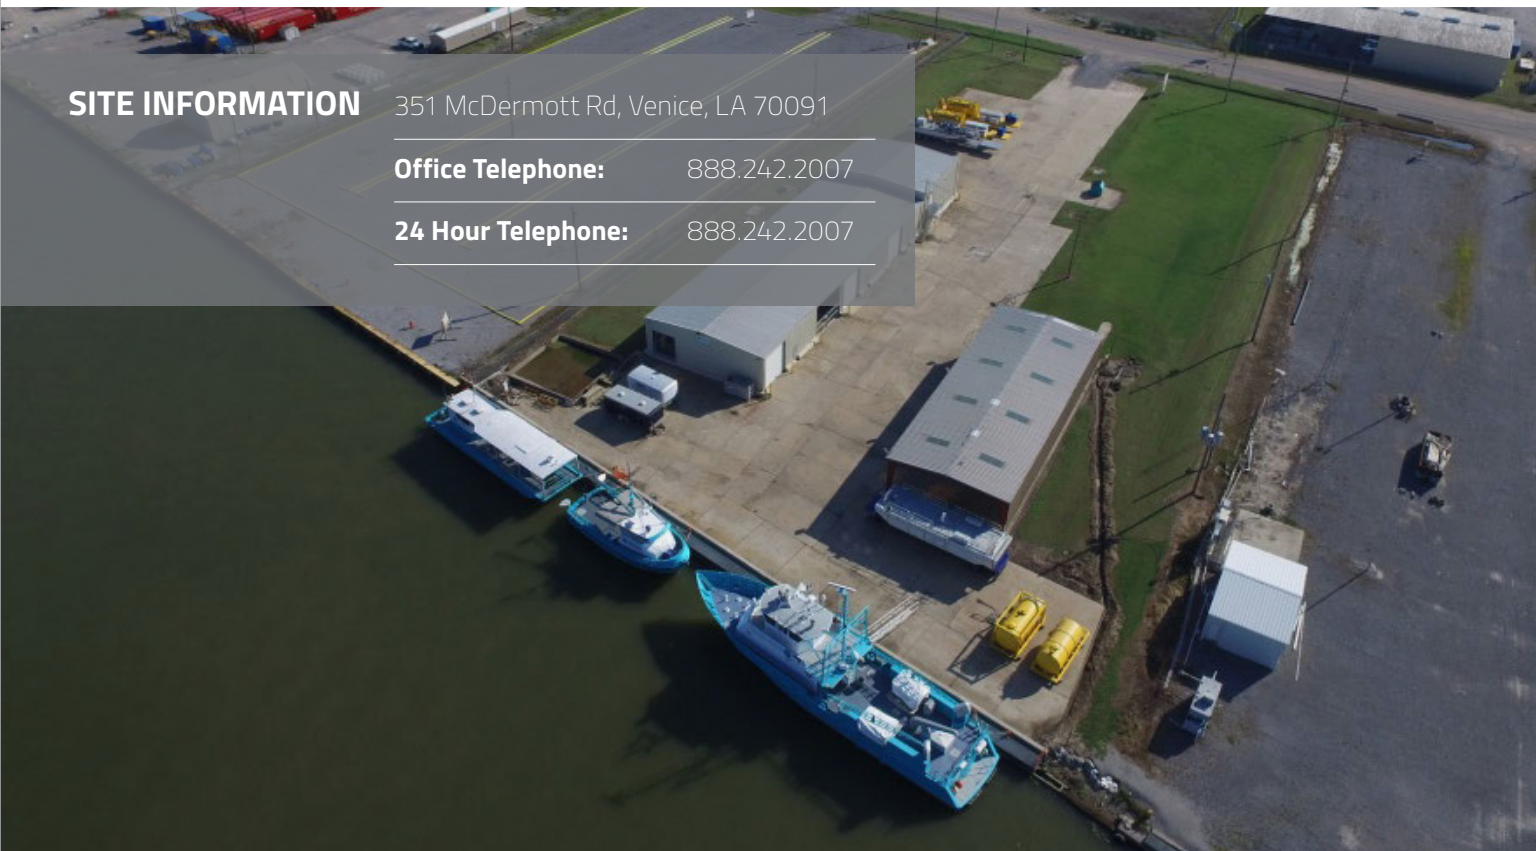 SITE INFORMATION 351 McDermott Rd, Venice, LA 70091
Office Telephone: 888.242.2007
24 Hour Telephone: 888.242.2007